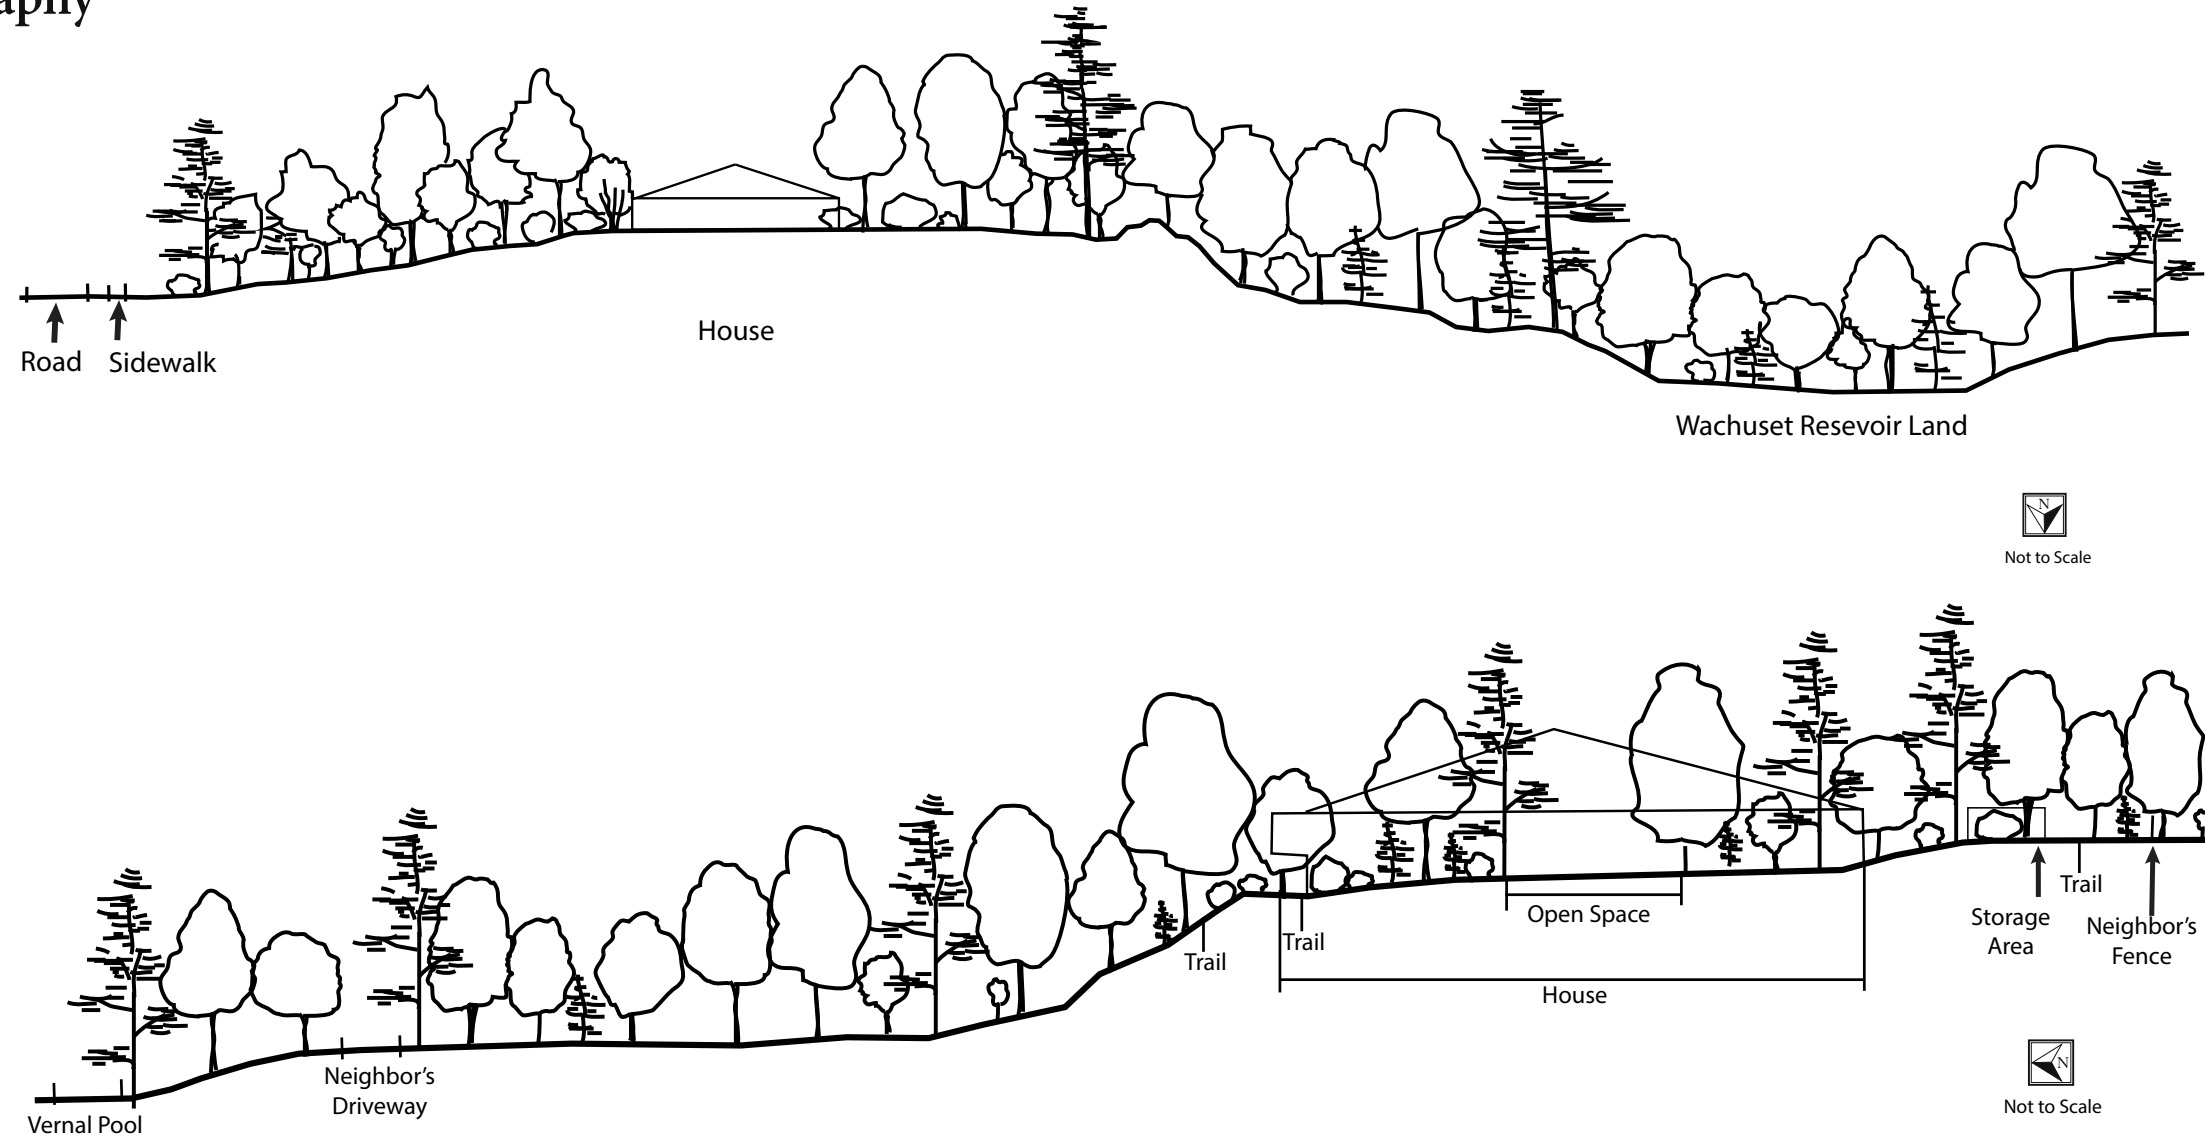 Road
Sidewalk
House
Wachuset Resevoir Land
N
Not to Scale
Trail
Trail
Open Space
House
Storage
Area
Trail
Neighbor's
Fence
Neighbor's
Driveway
Vernal Pool
N
Not to Scale